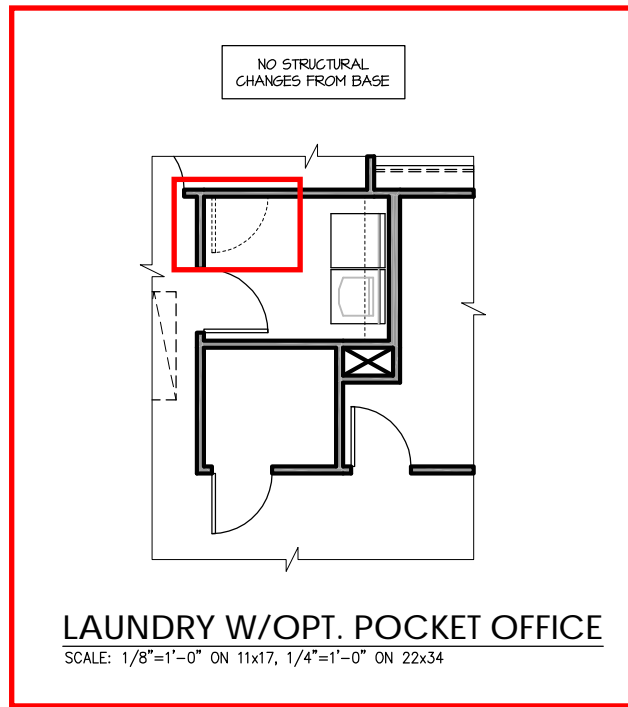 NO STRUCTURAL
CHANGES FROM BASE
LAUNDRY W/OPT. POCKET OFFICE
SCALE: 1/8"=1'-0" ON 11x17, 1/4"=1'-0" ON 22x34